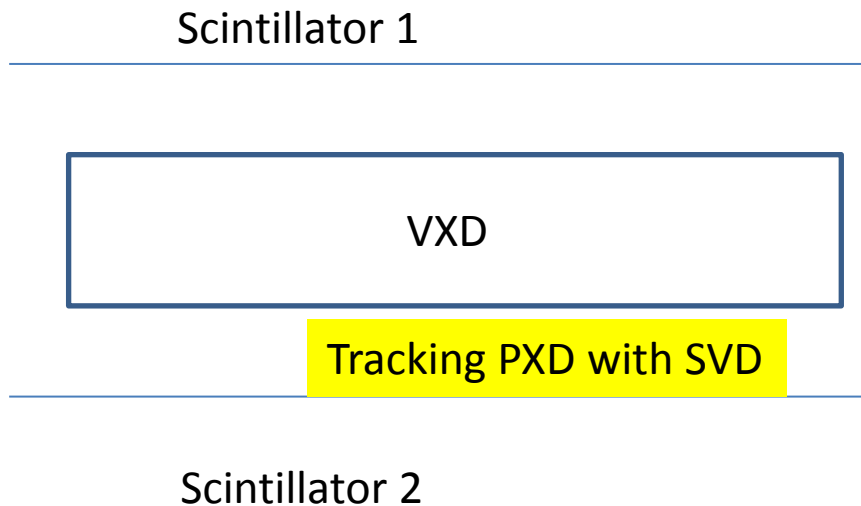 Scintillator 1
VXD
Tracking PXD with SVD
Scintillator 2